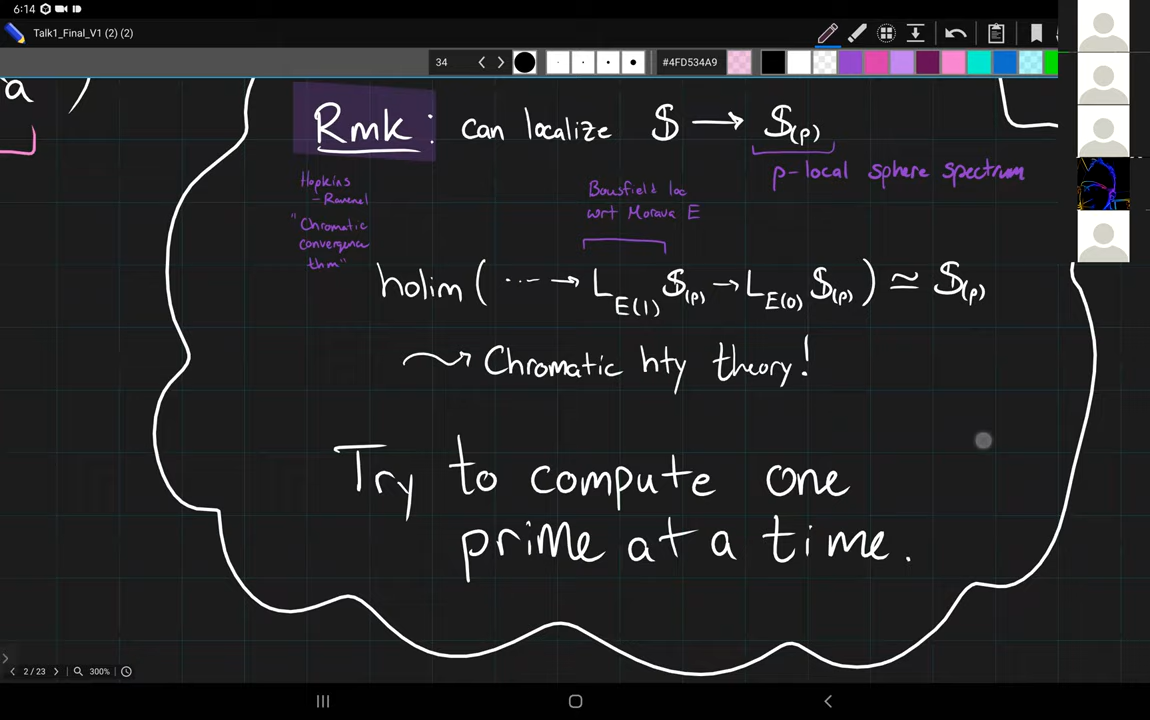 6:14
Talk1_Final_V1 (2) (2)
34
#4FD534A9
a )
Rmk: can localize $ → $(p)
p-local sphere spectrum
Hopkins
- Ravenel
"Chromatic
convergence
thm"
Bousfield loc
wrt Morava E
holim ( ⋯ → L_E(1) $(p) → L_E(0) $(p) ) ≃ $(p)
⇝ Chromatic hty theory!
Try to compute one
prime at a time.
2/23
300%